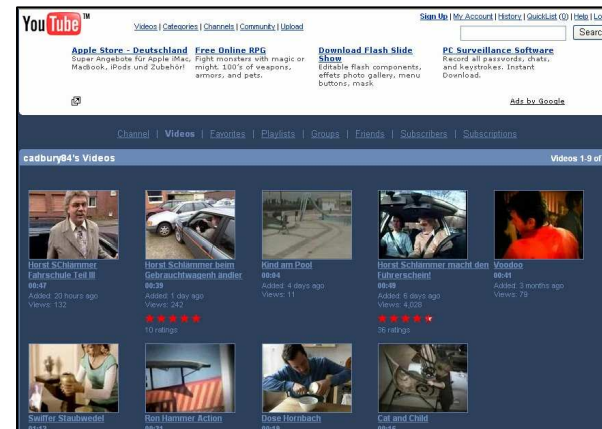 You Tube TM
Videos | Categories | Channels | Community | Upload
Sign Up | My Account | History | QuickList (0) | Help | Lo
Searc
Apple Store - Deutschland
Super Angebote für Apple iMac,
MacBook, iPods und Zubehör!
Free Online RPG
Fight monsters with magic or
might. 100's of weapons,
armors, and pets.
Download Flash Slide
Show
Editable flash components,
effets photo gallery, menu
buttons, mask
PC Surveillance Software
Record all passwords, chats,
and keystrokes. Instant
Download.
Ads by Google
Channel | Videos | Favorites | Playlists | Groups | Friends | Subscribers | Subscriptions
cadbury84's Videos
Videos 1-9 of
Horst SChlämmer
Fahrschule Teil III
00:47
Added: 20 hours ago
Views: 132
Horst Schlämmer beim
Gebrauchtwagenh ändler
00:39
Added: 1 day ago
Views: 242
10 ratings
Kind am Pool
00:04
Added: 4 days ago
Views: 11
Horst Schlämmer macht den
Führerschein!
00:49
Added: 6 days ago
Views: 4,028
36 ratings
Voodoo
00:41
Added: 3 months ago
Views: 78
Swiffer Staubwedel
Ron Hammer Action
Dose Hornbach
Cat and Child